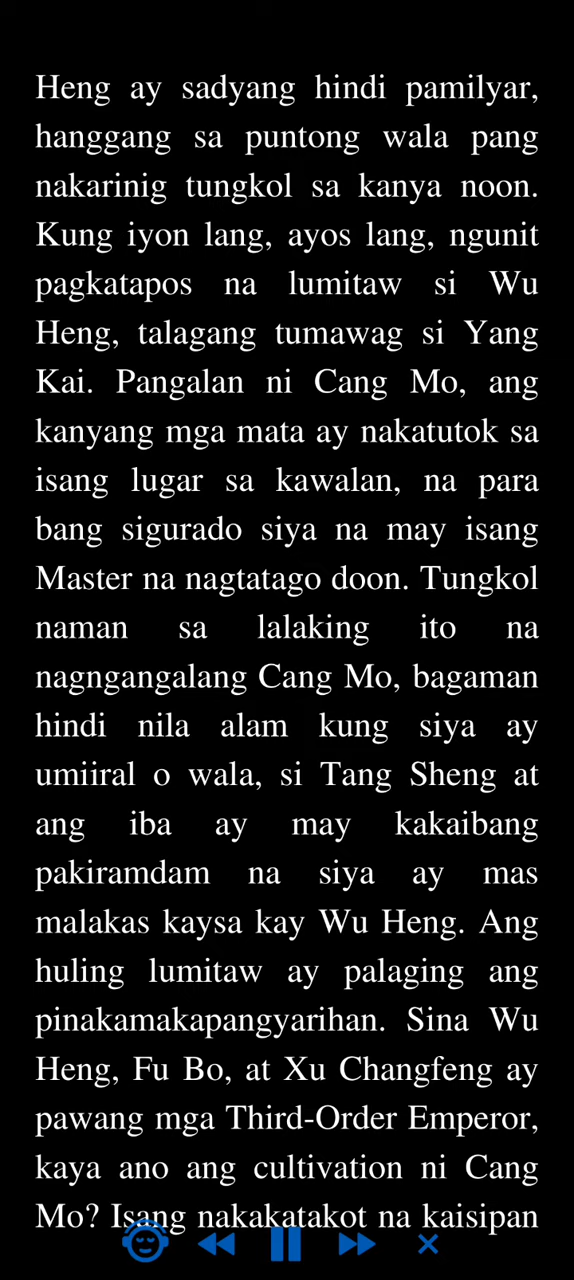 Heng ay sadyang hindi pamilyar,
hanggang sa puntong wala pang
nakarinig tungkol sa kanya noon.
Kung iyon lang, ayos lang, ngunit
pagkatapos na lumitaw si Wu
Heng, talagang tumawag si Yang
Kai. Pangalan ni Cang Mo, ang
kanyang mga mata ay nakatutok sa
isang lugar sa kawalan, na para
bang sigurado siya na may isang
Master na nagtatago doon. Tungkol
naman sa lalaking ito na
nagngangalang Cang Mo, bagaman
hindi nila alam kung siya ay
umiiral o wala, si Tang Sheng at
ang iba ay may kakaibang
pakiramdam na siya ay mas
malakas kaysa kay Wu Heng. Ang
huling lumitaw ay palaging ang
pinakamakapangyarihan. Sina Wu
Heng, Fu Bo, at Xu Changfeng ay
pawang mga Third-Order Emperor,
kaya ano ang cultivation ni Cang
Mo? Isang nakakatakot na kaisipan